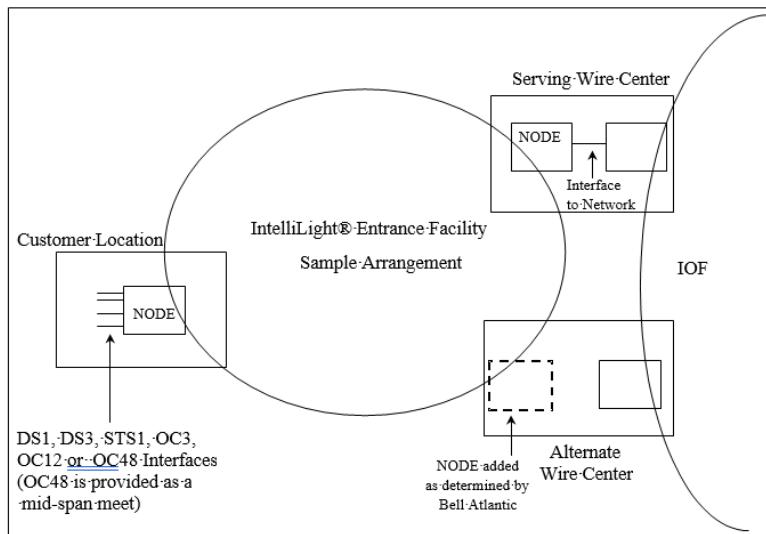 Serving Wire Center
NODE
Interface
to Network
IntelliLight® Entrance Facility
Sample Arrangement
Customer Location
NODE
IOF
DS1, DS3, STS1, OC3,
OC12 or OC48 Interfaces
(OC48 is provided as a
mid-span meet)
Alternate
Wire Center
NODE added
as determined by
Bell Atlantic